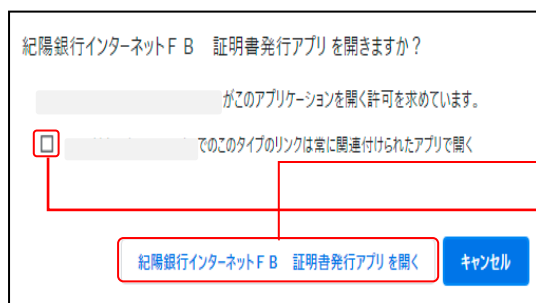 紀陽銀行インターネットＦＢ　証明書発行アプリ を開きますか？
がこのアプリケーションを開く許可を求めています。
でのこのタイプのリンクは常に関連付けられたアプリで開く
紀陽銀行インターネットＦＢ　証明書発行アプリ を開く
キャンセル